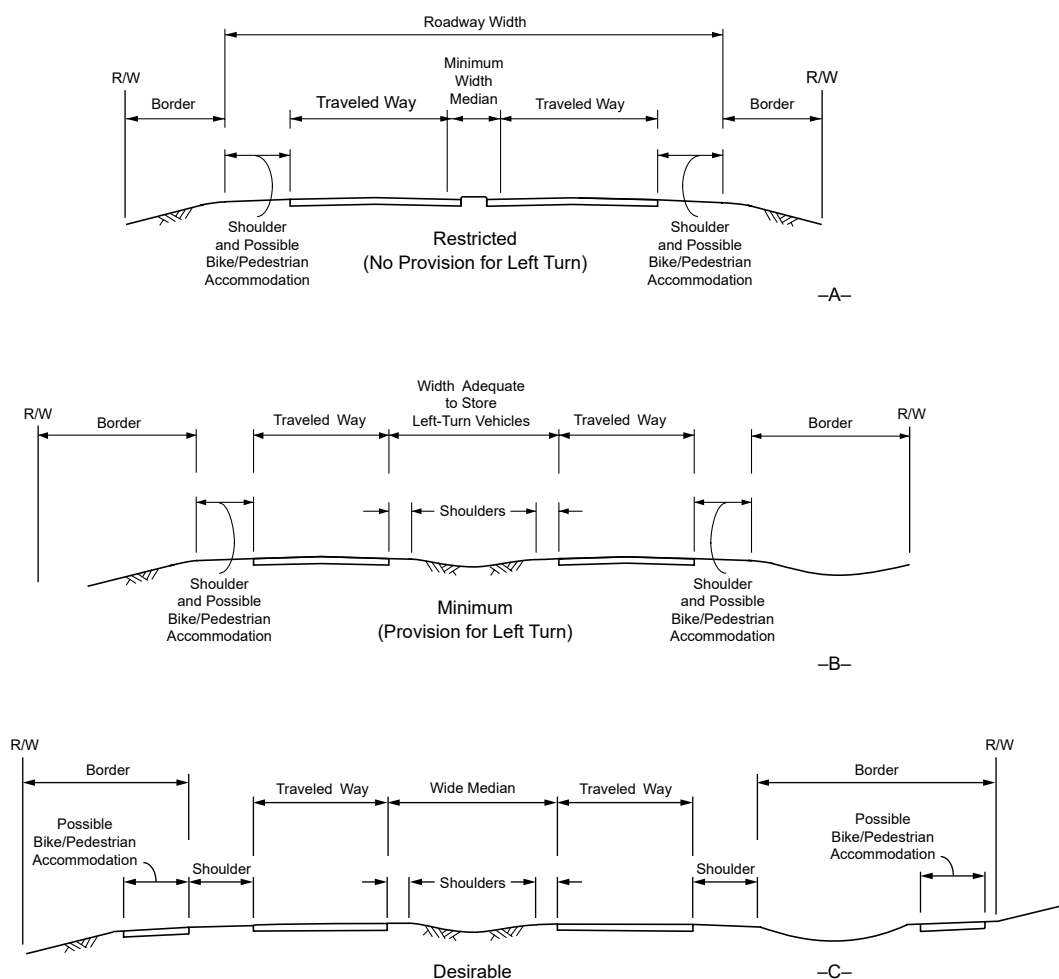 Roadway Width
Minimum
Width
Median
R/W
R/W
Border
Traveled Way
Traveled Way
Border
Shoulder
and Possible
Bike/Pedestrian
Accommodation
Restricted
(No Provision for Left Turn)
Shoulder
and Possible
Bike/Pedestrian
Accommodation
–A–
Width Adequate
to Store
Left-Turn Vehicles
R/W
R/W
Border
Traveled Way
Traveled Way
Border
Shoulders
Shoulder
and Possible
Bike/Pedestrian
Accommodation
Minimum
(Provision for Left Turn)
Shoulder
and Possible
Bike/Pedestrian
Accommodation
–B–
R/W
R/W
Border
Traveled Way
Wide Median
Traveled Way
Border
Possible
Bike/Pedestrian
Accommodation
Shoulder
Shoulders
Shoulder
Possible
Bike/Pedestrian
Accommodation
Desirable
–C–